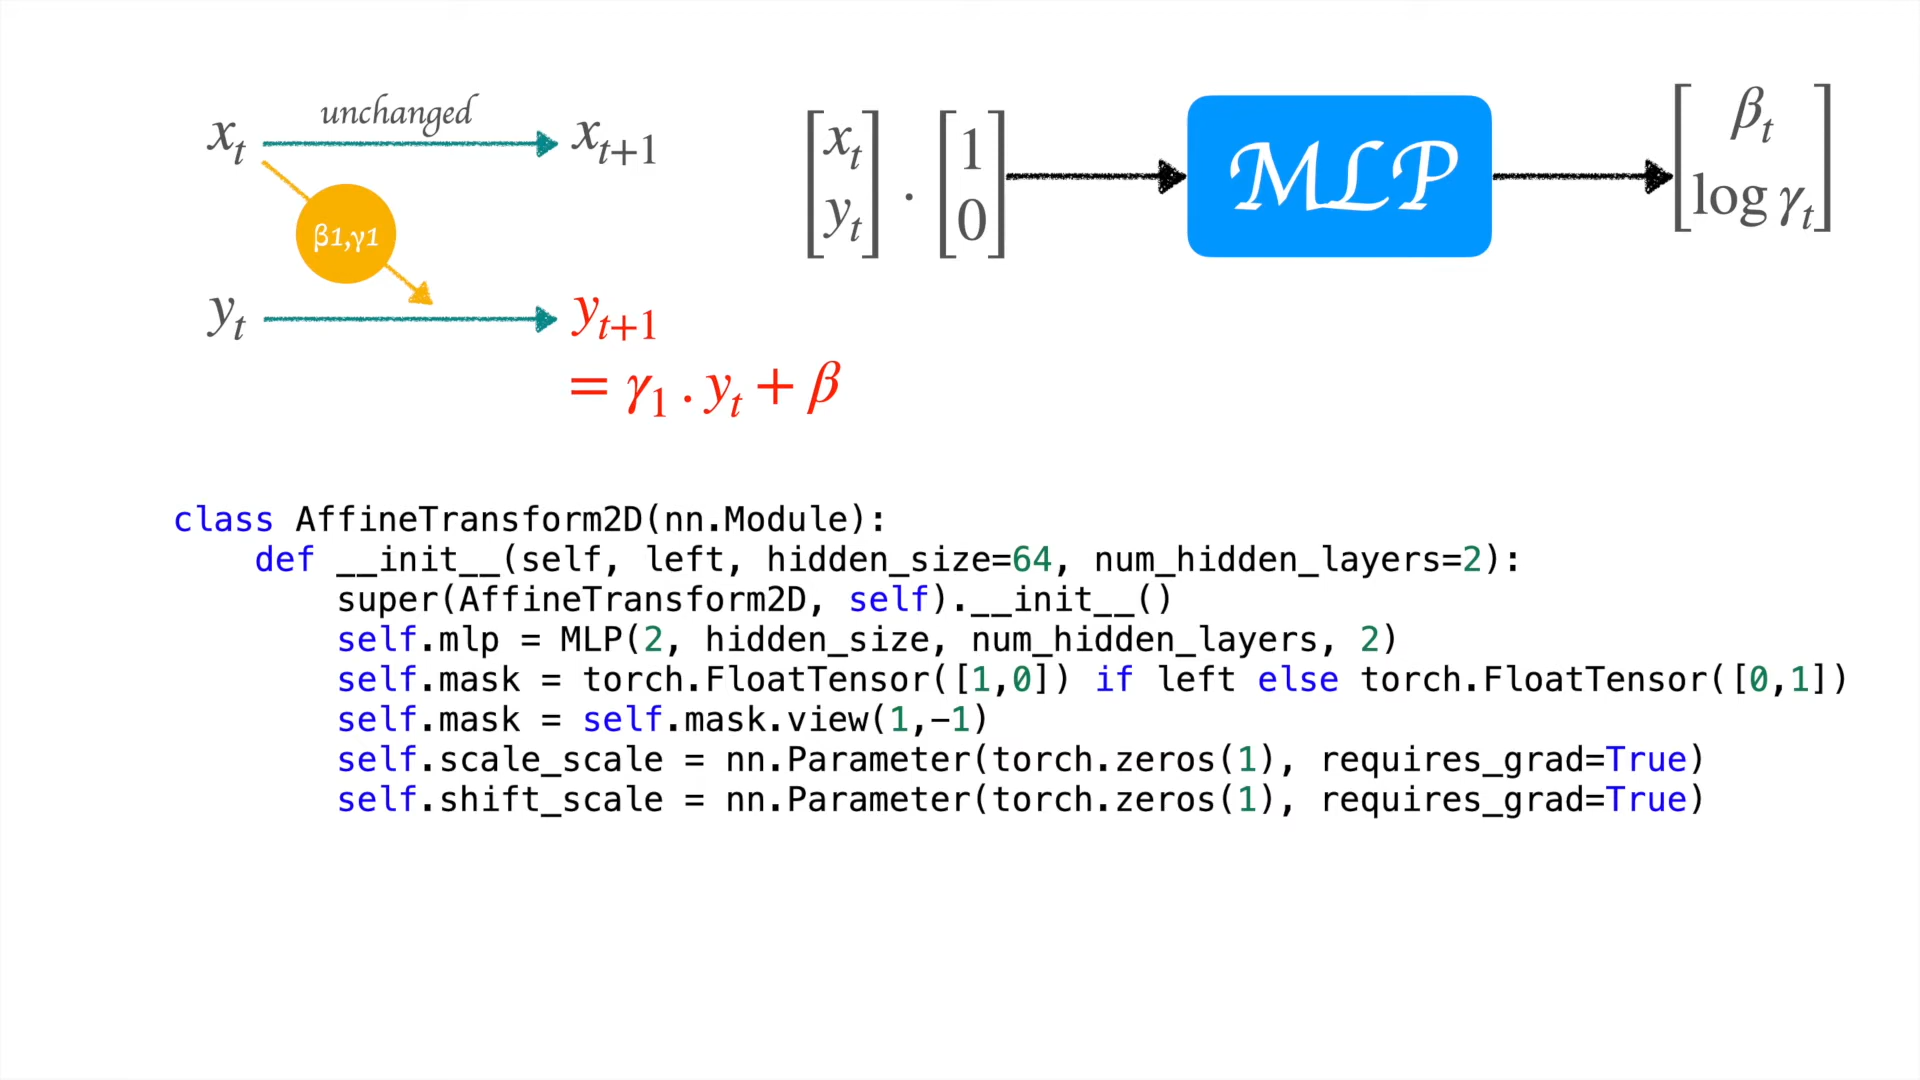 unchanged
xₜ xₜ₊₁
β1,γ1
yₜ yₜ₊₁
= γ₁ . yₜ + β
[xₜ yₜ] · [1 0] MLP [βₜ log γₜ]
class AffineTransform2D(nn.Module):
    def __init__(self, left, hidden_size=64, num_hidden_layers=2):
        super(AffineTransform2D, self).__init__()
        self.mlp = MLP(2, hidden_size, num_hidden_layers, 2)
        self.mask = torch.FloatTensor([1,0]) if left else torch.FloatTensor([0,1])
        self.mask = self.mask.view(1,-1)
        self.scale_scale = nn.Parameter(torch.zeros(1), requires_grad=True)
        self.shift_scale = nn.Parameter(torch.zeros(1), requires_grad=True)